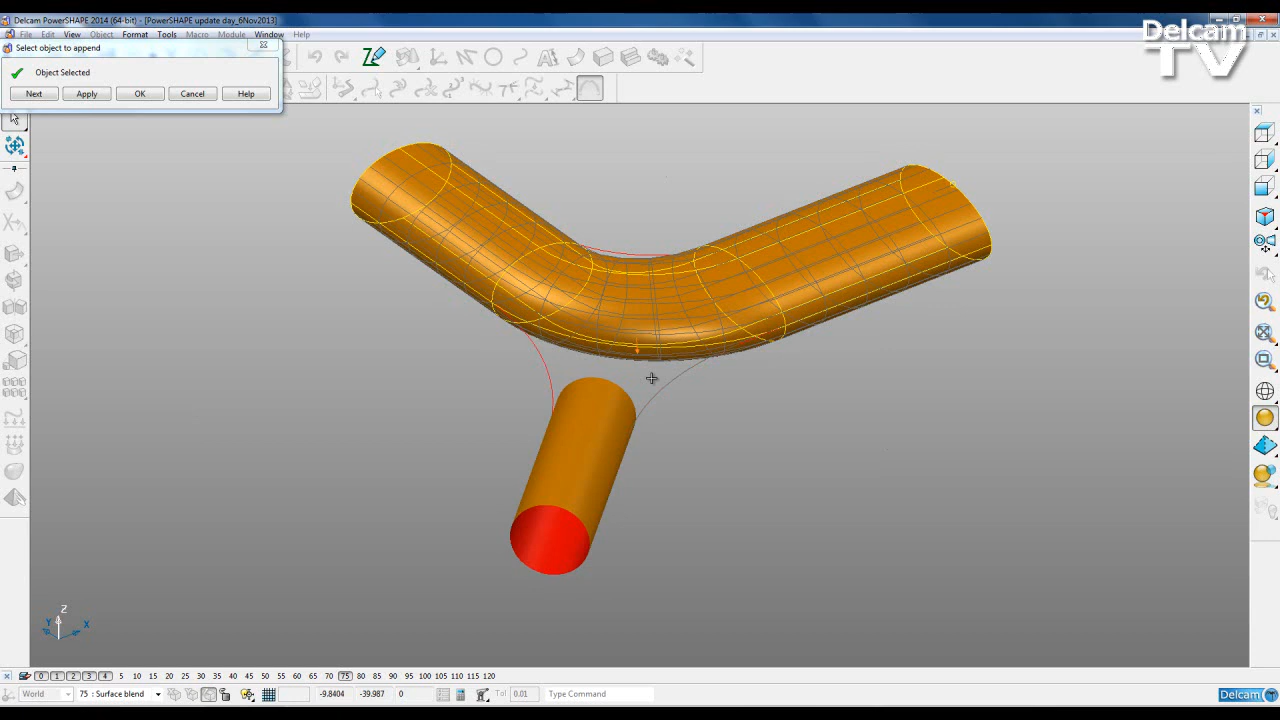 Delcam PowerSHAPE 2014 (64-bit) - [PowerSHAPE update day_6Nov2013]
File Edit View Object Format Tools Macro Module Window Help
Delcam
TV
Select object to append
Object Selected
Next Apply OK Cancel Help
Z
Y X
0 1 2 3 4 5 10 15 20 25 30 35 40 45 50 55 60 65 70 75 80 85 90 95 100 105 110 115 120
World 75 : Surface blend -9.8404 -39.987 0 Tol 0.01 Type Command Delcam